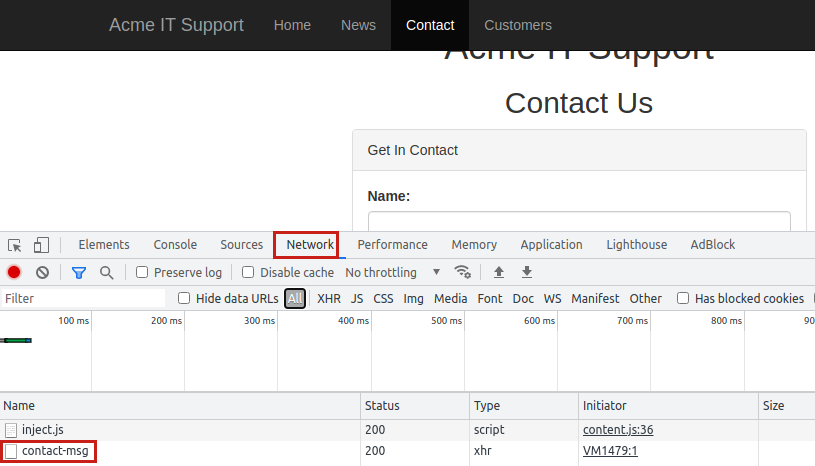 Acme IT Support Home News Contact Customers
Acme IT Support
Contact Us
Get In Contact
Name:
Elements Console Sources Network Performance Memory Application Lighthouse AdBlock
Preserve log Disable cache No throttling
Filter Hide data URLs All XHR JS CSS Img Media Font Doc WS Manifest Other Has blocked cookies
100 ms 200 ms 300 ms 400 ms 500 ms 600 ms 700 ms 800 ms 90
Name Status Type Initiator Size
inject.js 200 script content.js:36
contact-msg 200 xhr VM1479:1